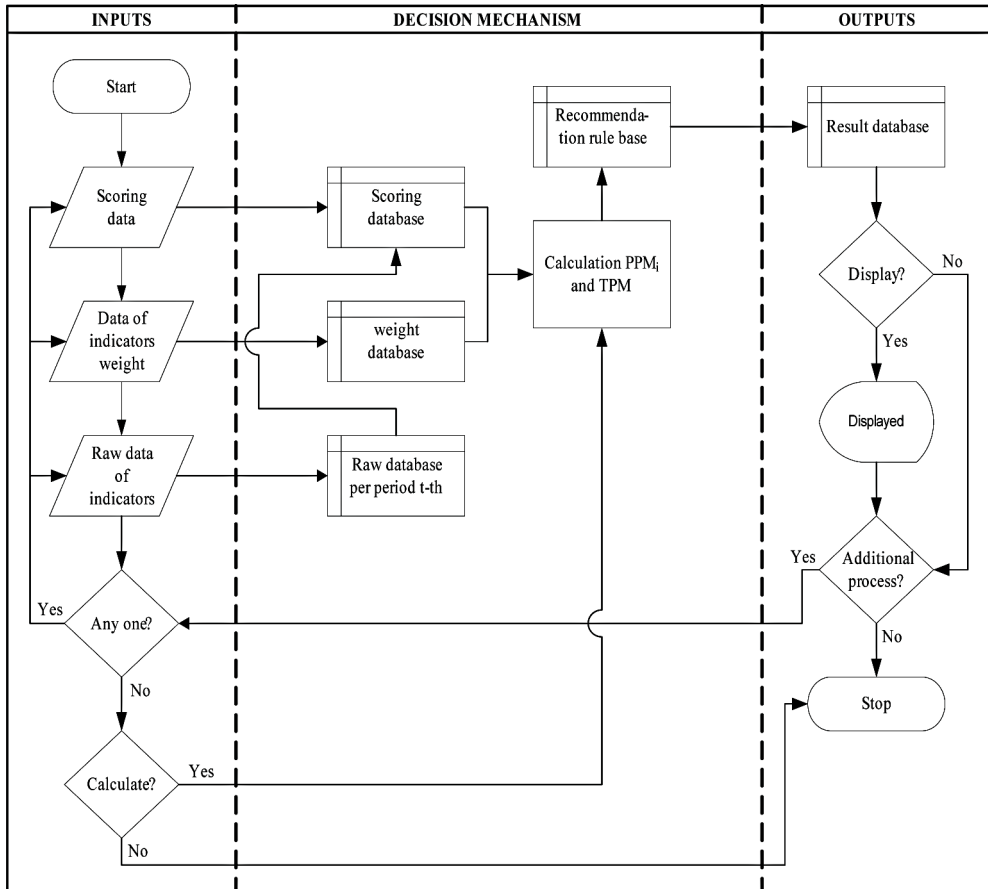 INPUTS
DECISION MECHANISM
OUTPUTS
Start
Scoring
data
Data of
indicators
weight
Raw data
of
indicators
Yes
Any one?
No
Calculate?
Yes
No
Scoring
database
weight
database
Raw database
per period t-th
Recommenda-
tion rule base
Calculation PPMi
and TPM
Result database
Display?
No
Yes
Displayed
Yes
Additional
process?
No
Stop